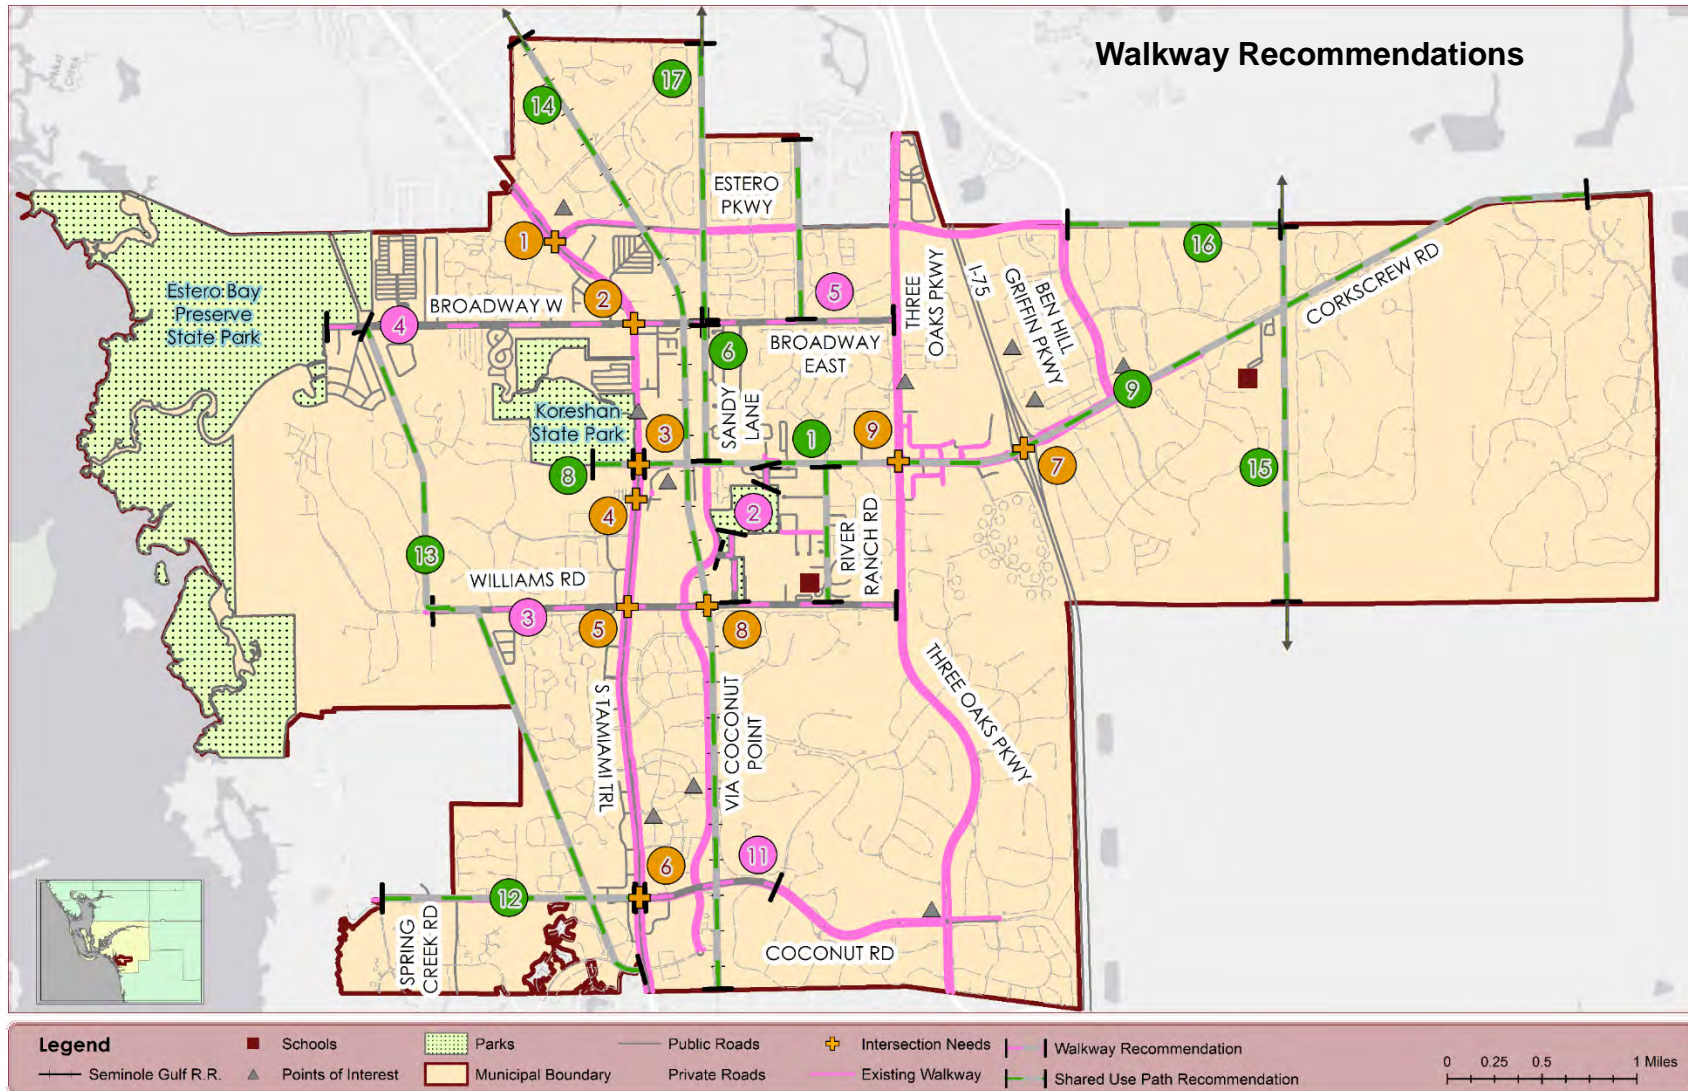 Walkway Recommendations
17
14
ESTERO
PKWY
1
16
2
Estero Bay
Preserve
State Park
BROADWAY W
4
5
THREE
OAKS PKWY
I-75
BEN HILL
GRIFFIN PKWY
CORKSCREW RD
6
BROADWAY
EAST
9
Koreshan
State Park
SANDY
LANE
3
1
9
8
7
15
4
2
13
RIVER
RANCH RD
WILLIAMS RD
3
5
8
THREE OAKS PKWY
S TAMIAMI TRL
VIA COCONUT
POINT
11
6
12
SPRING
CREEK RD
COCONUT RD
Legend
Schools
Parks
Public Roads
Intersection Needs
Walkway Recommendation
Seminole Gulf R.R.
Points of Interest
Municipal Boundary
Private Roads
Existing Walkway
Shared Use Path Recommendation
0 0.25 0.5 1 Miles